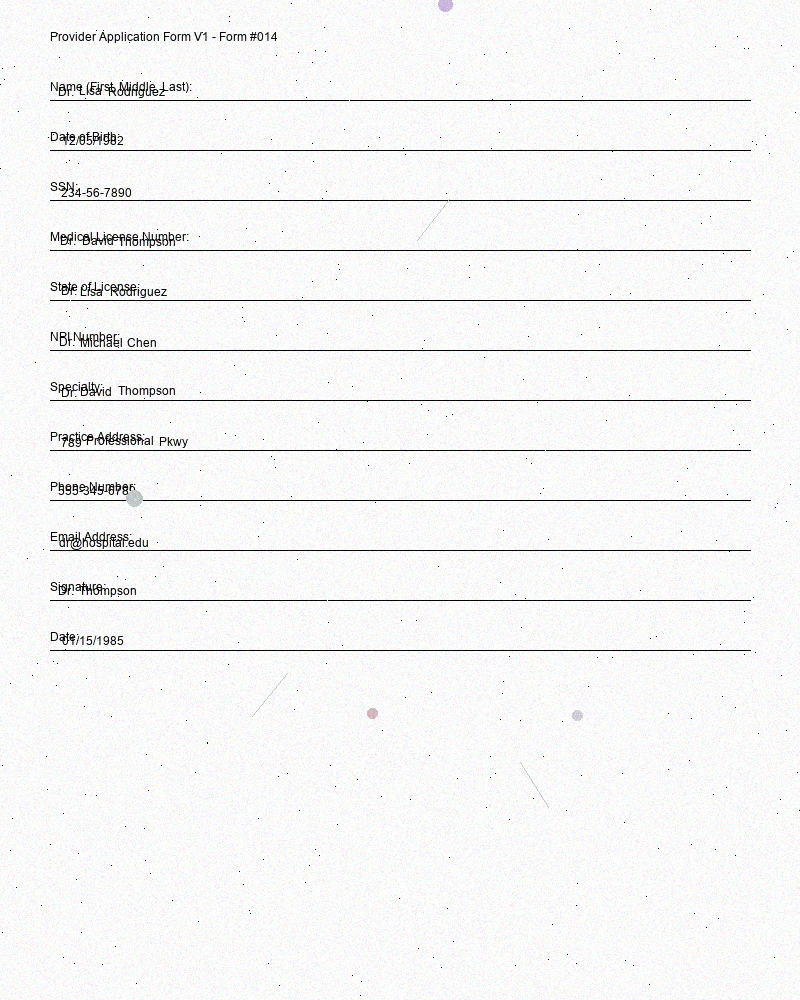 Provider Application Form V1 - Form #014
Name (First, Middle, Last):
Dr. Lisa Rodriguez
Date of Birth:
12/05/1982
SSN:
234-56-7890
Medical License Number:
Dr. David Thompson
State of License:
Dr. Lisa Rodriguez
NPI Number:
Dr. Michael Chen
Specialty:
Dr. David Thompson
Practice Address:
789 Professional Pkwy
Phone Number:
Email Address:
dr@hospital.edu
Signature:
Dr. Thompson
Date:
01/15/1985